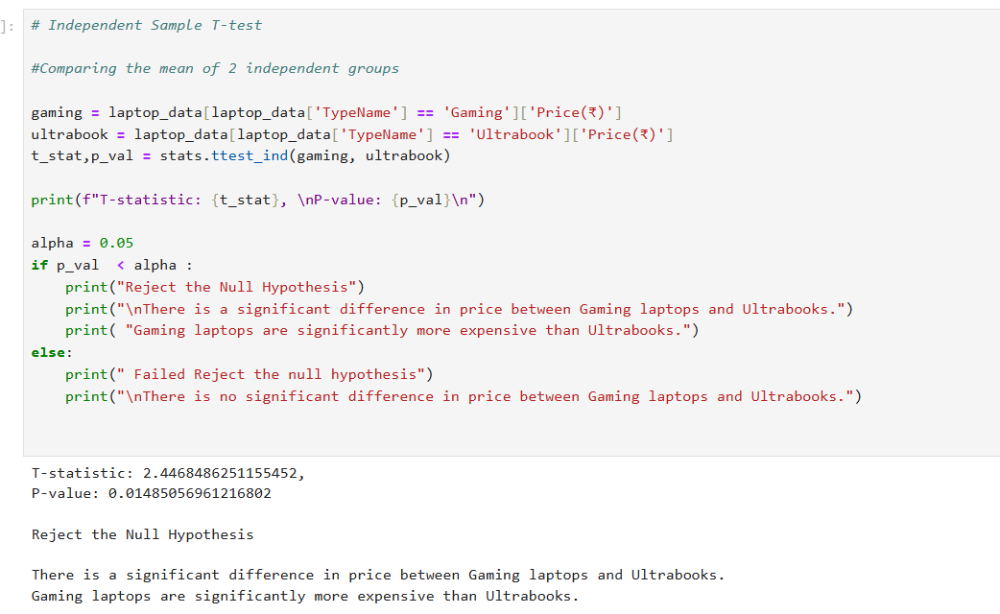 ]:
# Independent Sample T-test
#Comparing the mean of 2 independent groups
gaming = laptop_data[laptop_data['TypeName'] == 'Gaming']['Price(₹)']
ultrabook = laptop_data[laptop_data['TypeName'] == 'Ultrabook']['Price(₹)']
t_stat,p_val = stats.ttest_ind(gaming, ultrabook)
print(f"T-statistic: {t_stat}, \nP-value: {p_val}\n")
alpha = 0.05
if p_val  < alpha :
    print("Reject the Null Hypothesis")
    print("\nThere is a significant difference in price between Gaming laptops and Ultrabooks.")
    print( "Gaming laptops are significantly more expensive than Ultrabooks.")
else:
    print(" Failed Reject the null hypothesis")
    print("\nThere is no significant difference in price between Gaming laptops and Ultrabooks.")
T-statistic: 2.4468486251155452,
P-value: 0.01485056961216802
Reject the Null Hypothesis
There is a significant difference in price between Gaming laptops and Ultrabooks.
Gaming laptops are significantly more expensive than Ultrabooks.